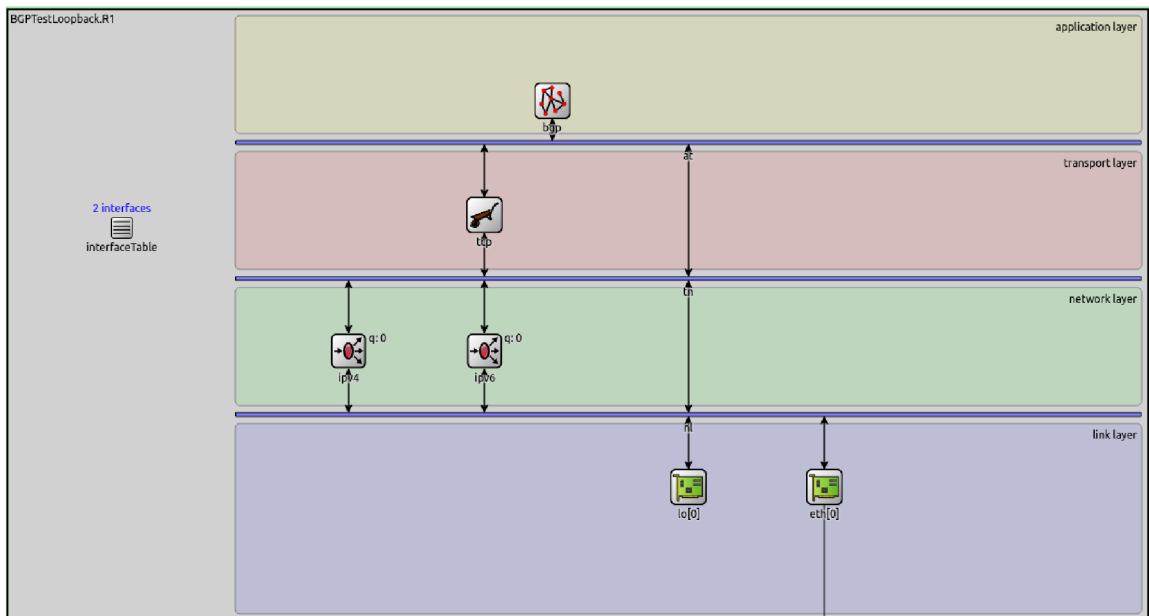 BGPTestLoopback.R1
application layer
bgp
at
transport layer
2 interfaces
interfaceTable
tcp
tn
network layer
q: 0
q: 0
ipv4
ipv6
nl
link layer
lo[0]
eth[0]